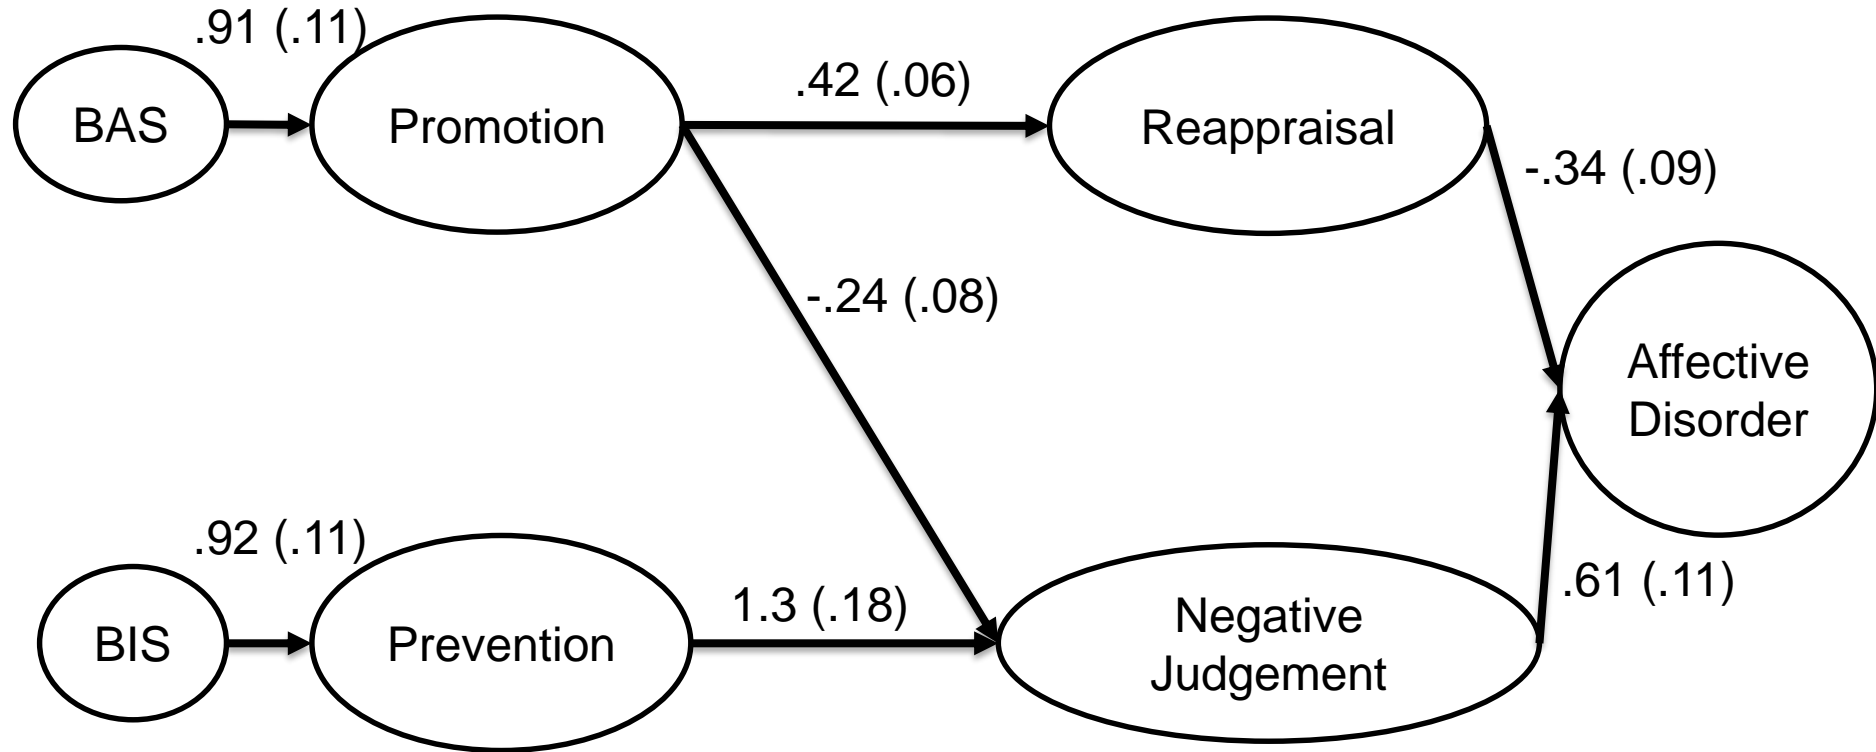 .91 (.11)
BAS
Promotion
.42 (.06)
Reappraisal
-.34 (.09)
-.24 (.08)
Affective
Disorder
.92 (.11)
BIS
Prevention
1.3 (.18)
Negative
Judgement
.61 (.11)